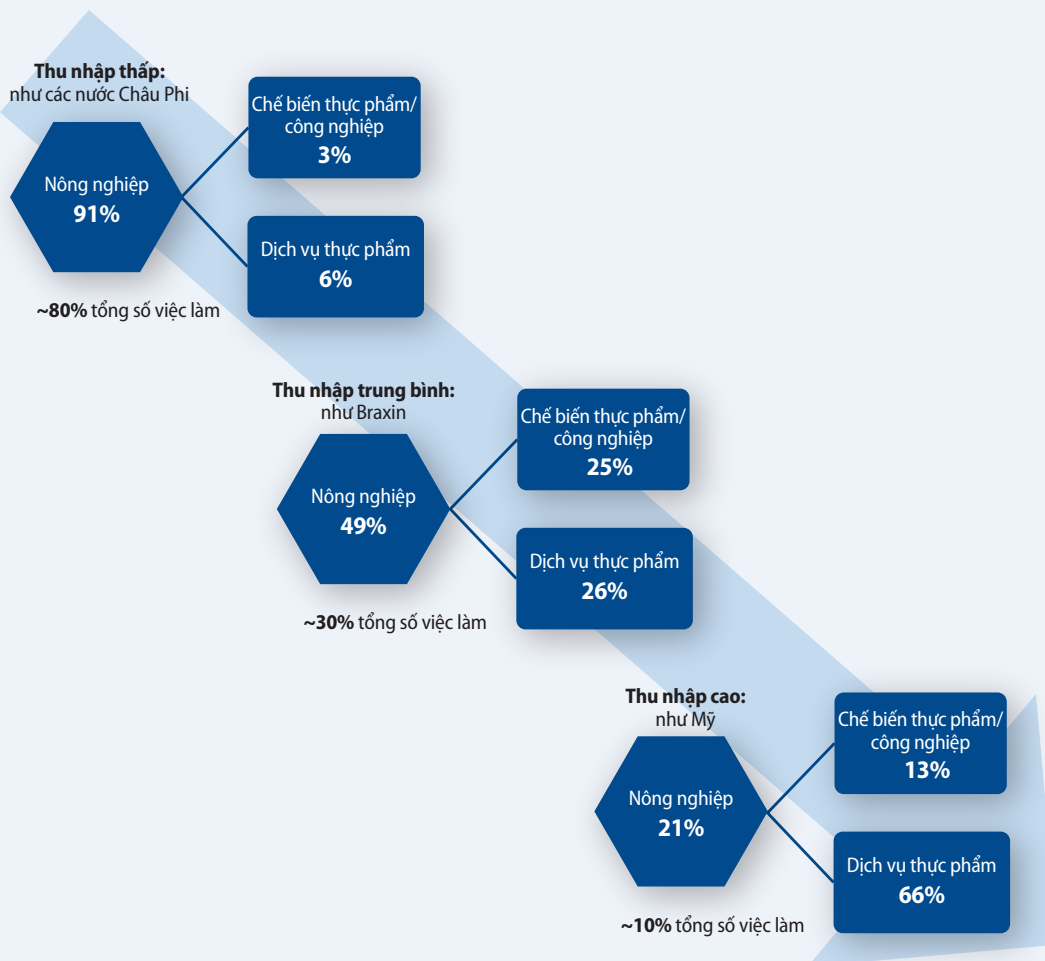 Thu nhập thấp:
như các nước Châu Phi
Nông nghiệp
91%
Chế biến thực phẩm/
công nghiệp
3%
Dịch vụ thực phẩm
6%
~80% tổng số việc làm
Thu nhập trung bình:
như Braxin
Nông nghiệp
49%
Chế biến thực phẩm/
công nghiệp
25%
Dịch vụ thực phẩm
26%
~30% tổng số việc làm
Thu nhập cao:
như Mỹ
Nông nghiệp
21%
Chế biến thực phẩm/
công nghiệp
13%
Dịch vụ thực phẩm
66%
~10% tổng số việc làm